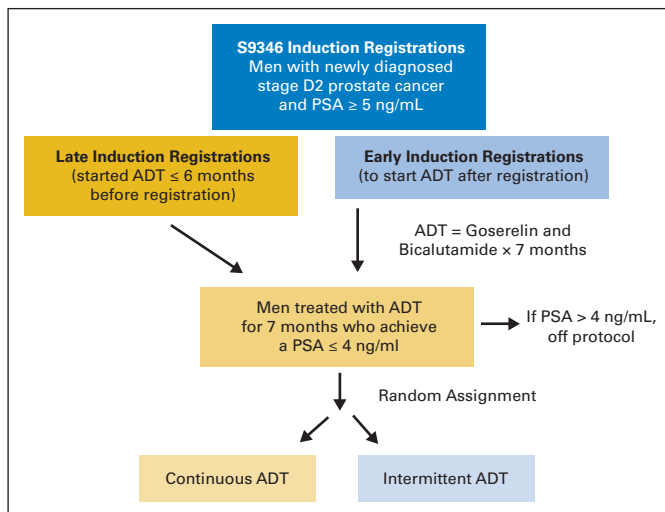 S9346 Induction Registrations
Men with newly diagnosed
stage D2 prostate cancer
and PSA ≥ 5 ng/mL
Late Induction Registrations
(started ADT ≤ 6 months
before registration)
Early Induction Registrations
(to start ADT after registration)
ADT = Goserelin and
Bicalutamide × 7 months
Men treated with ADT
for 7 months who achieve
a PSA ≤ 4 ng/ml
If PSA > 4 ng/mL,
off protocol
Random Assignment
Continuous ADT
Intermittent ADT